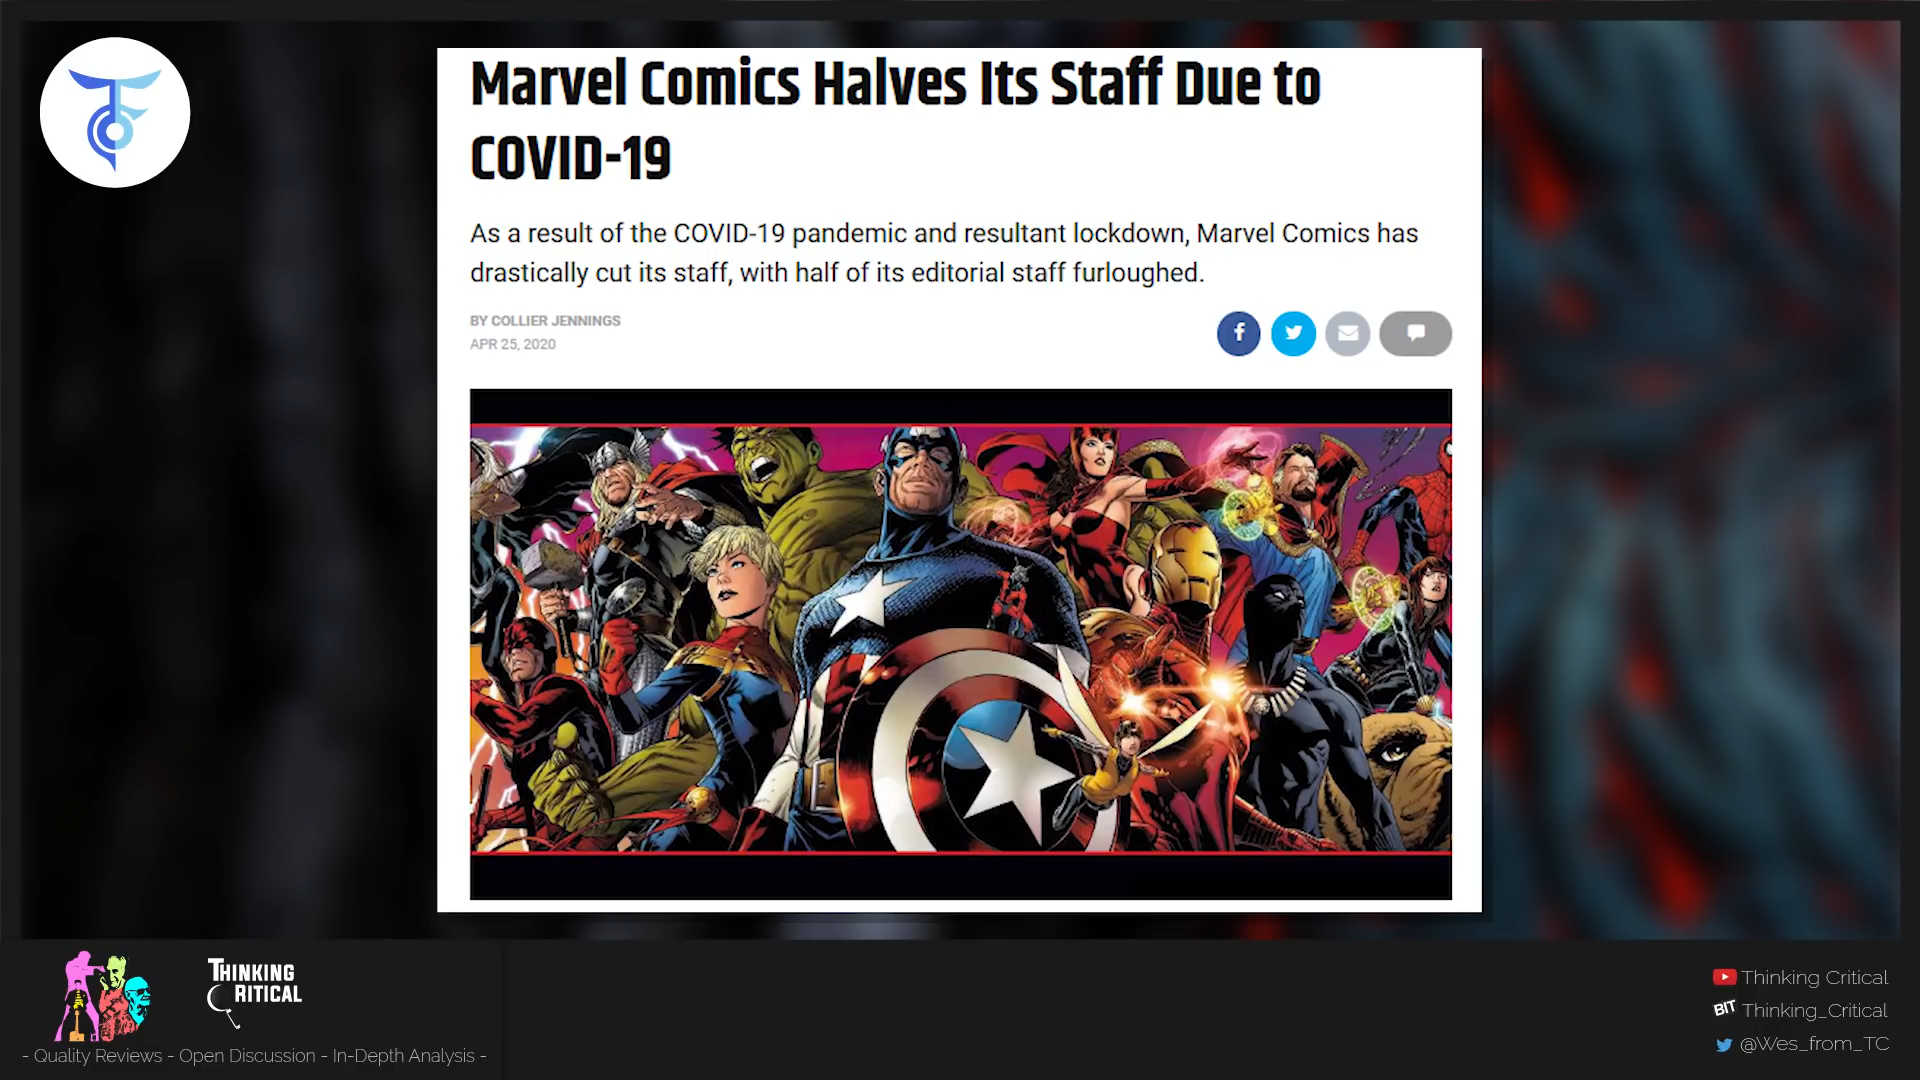 Marvel Comics Halves Its Staff Due to
COVID-19
As a result of the COVID-19 pandemic and resultant lockdown, Marvel Comics has
drastically cut its staff, with half of its editorial staff furloughed.
BY COLLIER JENNINGS
APR 25, 2020
THINKING
CRITICAL
- Quality Reviews - Open Discussion - In-Depth Analysis -
Thinking Critical
BIT Thinking_Critical
@Wes_from_TC